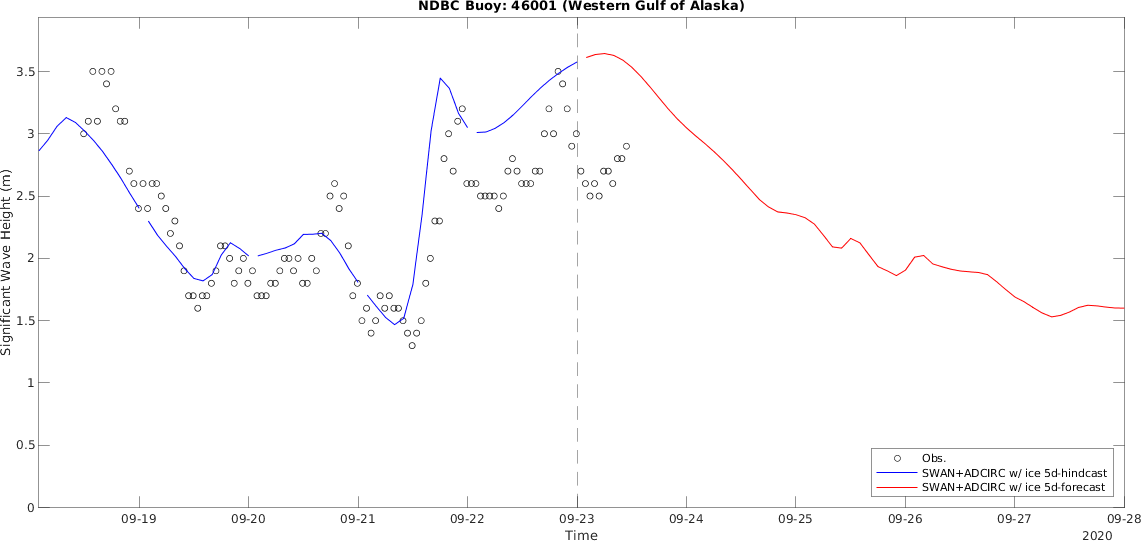 NDBC Buoy: 46001 (Western Gulf of Alaska)
Significant Wave Height (m)
3.5
3
2.5
2
1.5
1
0.5
0
Obs.
SWAN+ADCIRC w/ ice 5d-hindcast
SWAN+ADCIRC w/ ice 5d-forecast
09-19 09-20 09-21 09-22 09-23 09-24 09-25 09-26 09-27 09-28
Time
2020